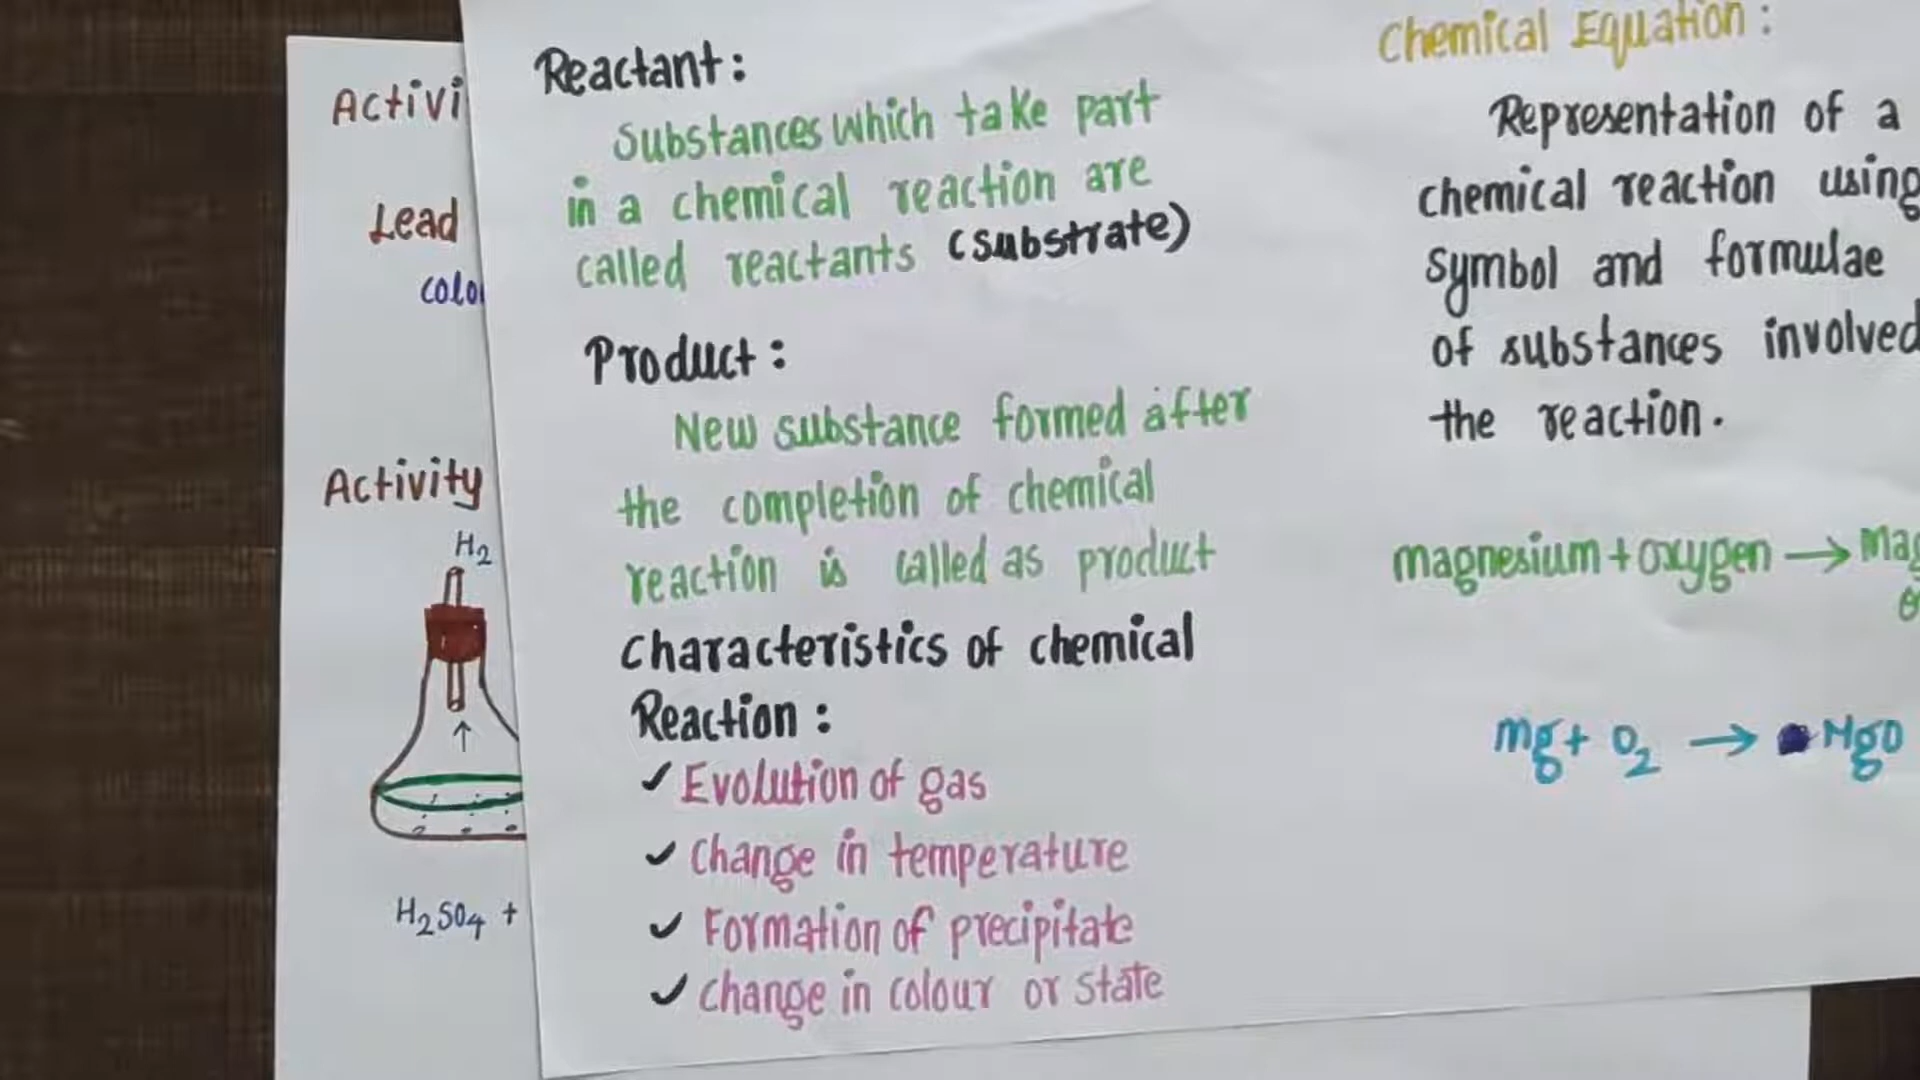 Activi
Lead
colo
Activity
H2
H2SO4 +
Reactant:
Substances which take part
in a chemical reaction are
called reactants (substrate)
Product:
New substance formed after
the completion of chemical
reaction is called as product
Characteristics of chemical
Reaction:
✓ Evolution of gas
✓ Change in temperature
✓ Formation of precipitate
✓ Change in colour or state
Chemical Equation:
Representation of a
chemical reaction using
symbol and formulae
of substances involved
the reaction.
magnesium + oxygen → Mag
Mg + O2 → MgO